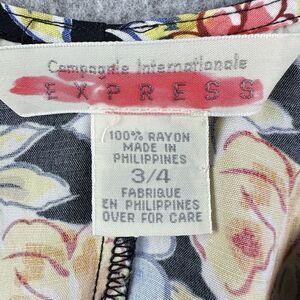 Compagnie Internationale
EXPRESS
100% RAYON
MADE IN
PHILIPPINES
3/4
FABRIQUE
EN PHILIPPINES
OVER FOR CARE